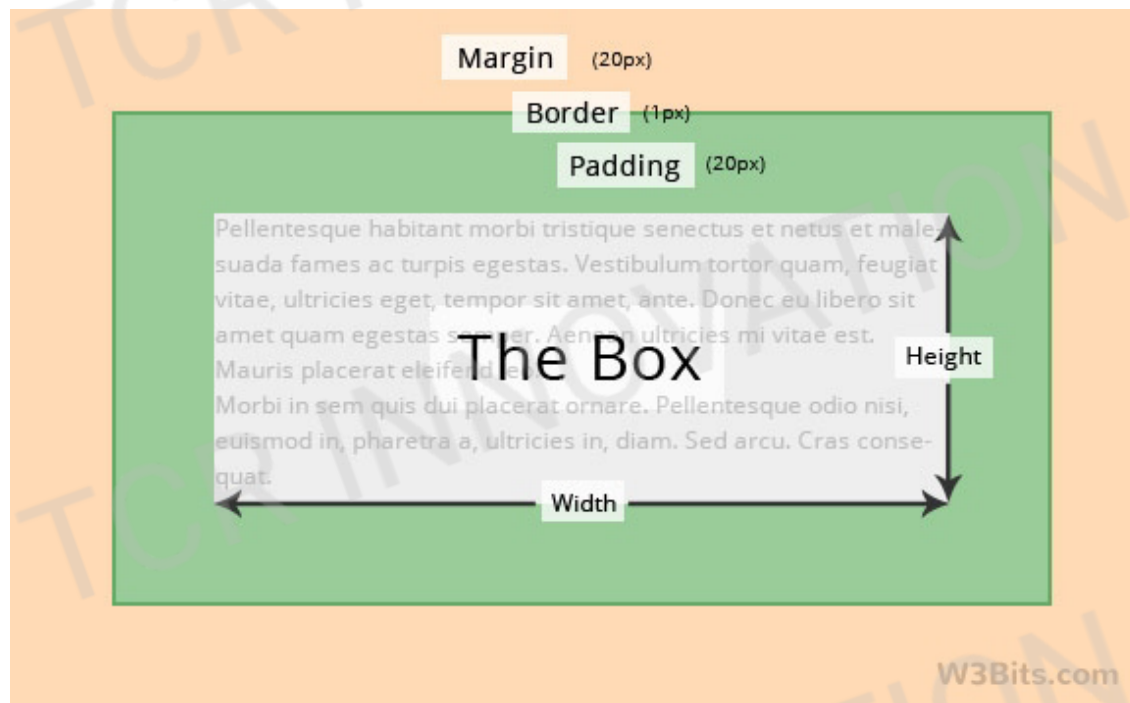 Margin (20px)
Border (1px)
Padding (20px)
Pellentesque habitant morbi tristique senectus et netus et male-
suada fames ac turpis egestas. Vestibulum tortor quam, feugiat
vitae, ultricies eget, tempor sit amet, ante. Donec eu libero sit
amet quam egestas semper. Aenean ultricies mi vitae est.
The Box
Height
Mauris placerat eleifend leo.
Morbi in sem quis dui placerat ornare. Pellentesque odio nisi,
euismod in, pharetra a, ultricies in, diam. Sed arcu. Cras conse-
quat.
Width
W3Bits.com
TCR INNOVATION